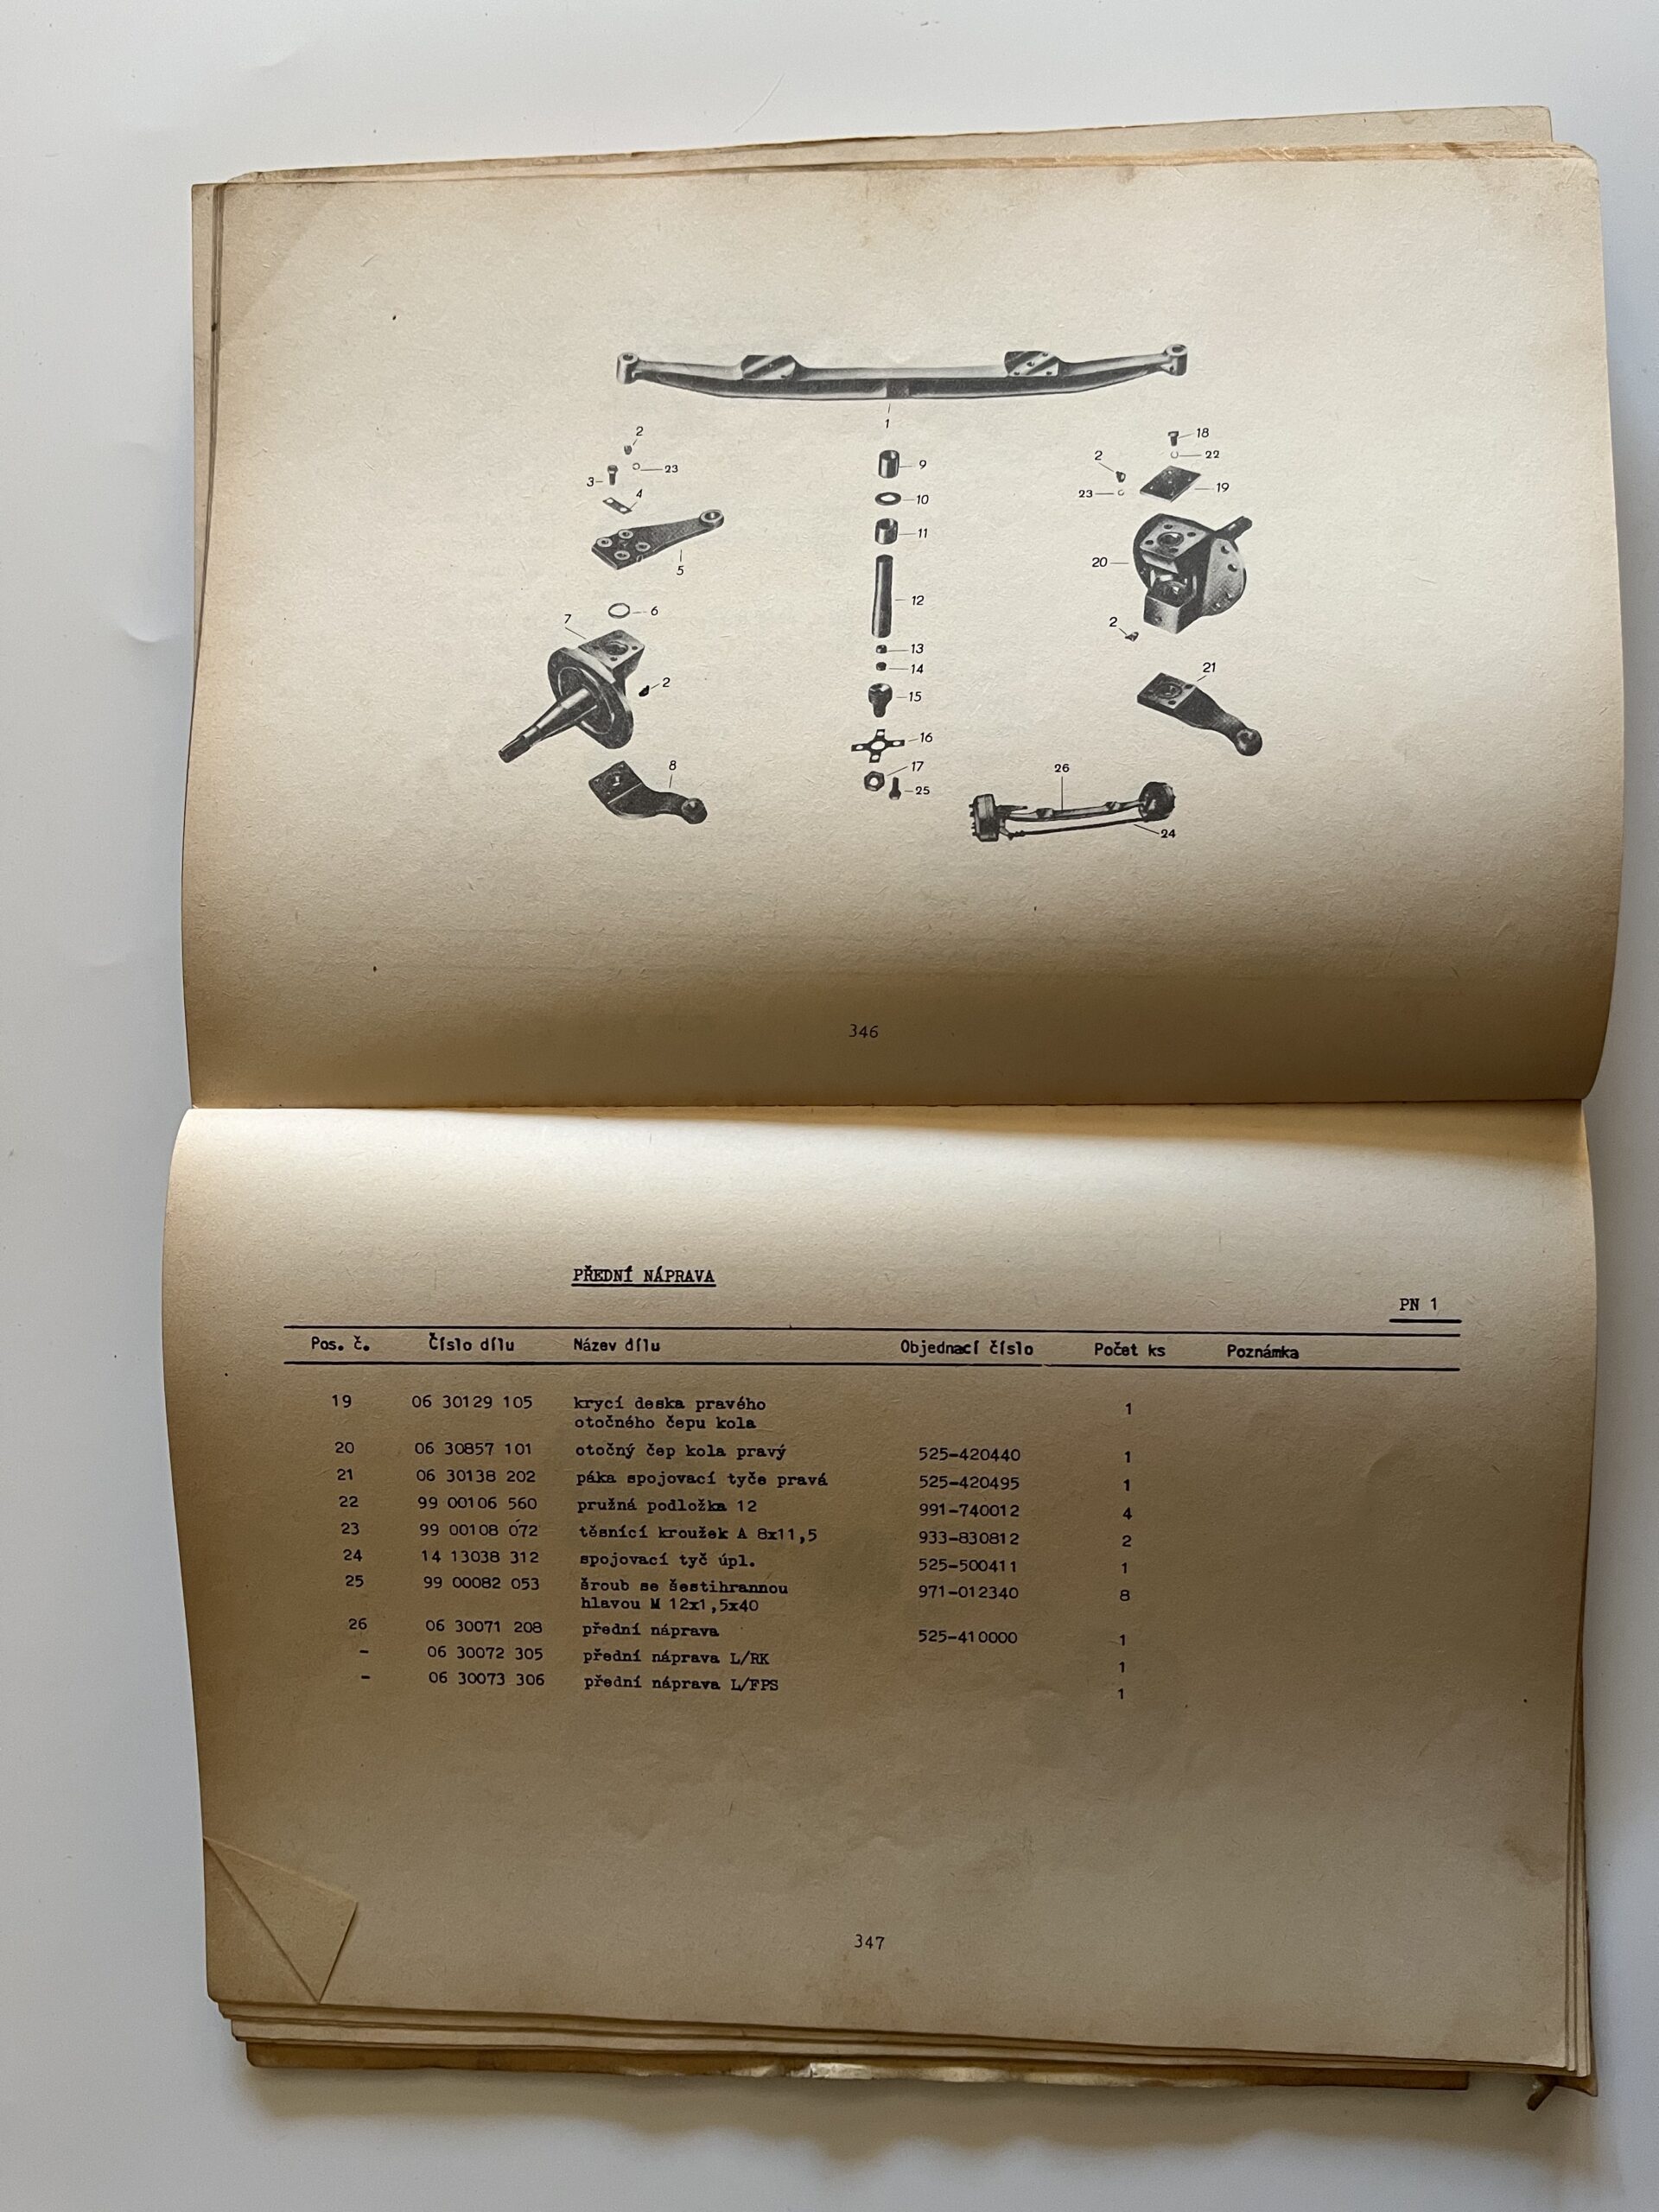 1
2
23
3
4
5
6
7
2
8
9
10
11
12
13
14
15
16
17
25
18
22
2
23
19
20
2
21
26
24
346
PŘEDNÍ NÁPRAVA
PN 1
Pos. č. Číslo dílu Název dílu Objednací číslo Počet ks Poznámka
19 06 30129 105 krycí deska pravého 1
otočného čepu kola
20 06 30857 101 otočný čep kola pravý 525-420440 1
21 06 30138 202 páka spojovací tyče pravá 525-420495 1
22 99 00106 560 pružná podložka 12 991-740012 4
23 99 00108 072 těsnící kroužek A 8x11,5 933-830812 2
24 14 13038 312 spojovací tyč úpl. 525-500411 1
25 99 00082 053 šroub se šestihrannou 971-012340 8
hlavou M 12x1,5x40
26 06 30071 208 přední náprava 525-410000 1
- 06 30072 305 přední náprava L/RK 1
- 06 30073 306 přední náprava L/FPS 1
347